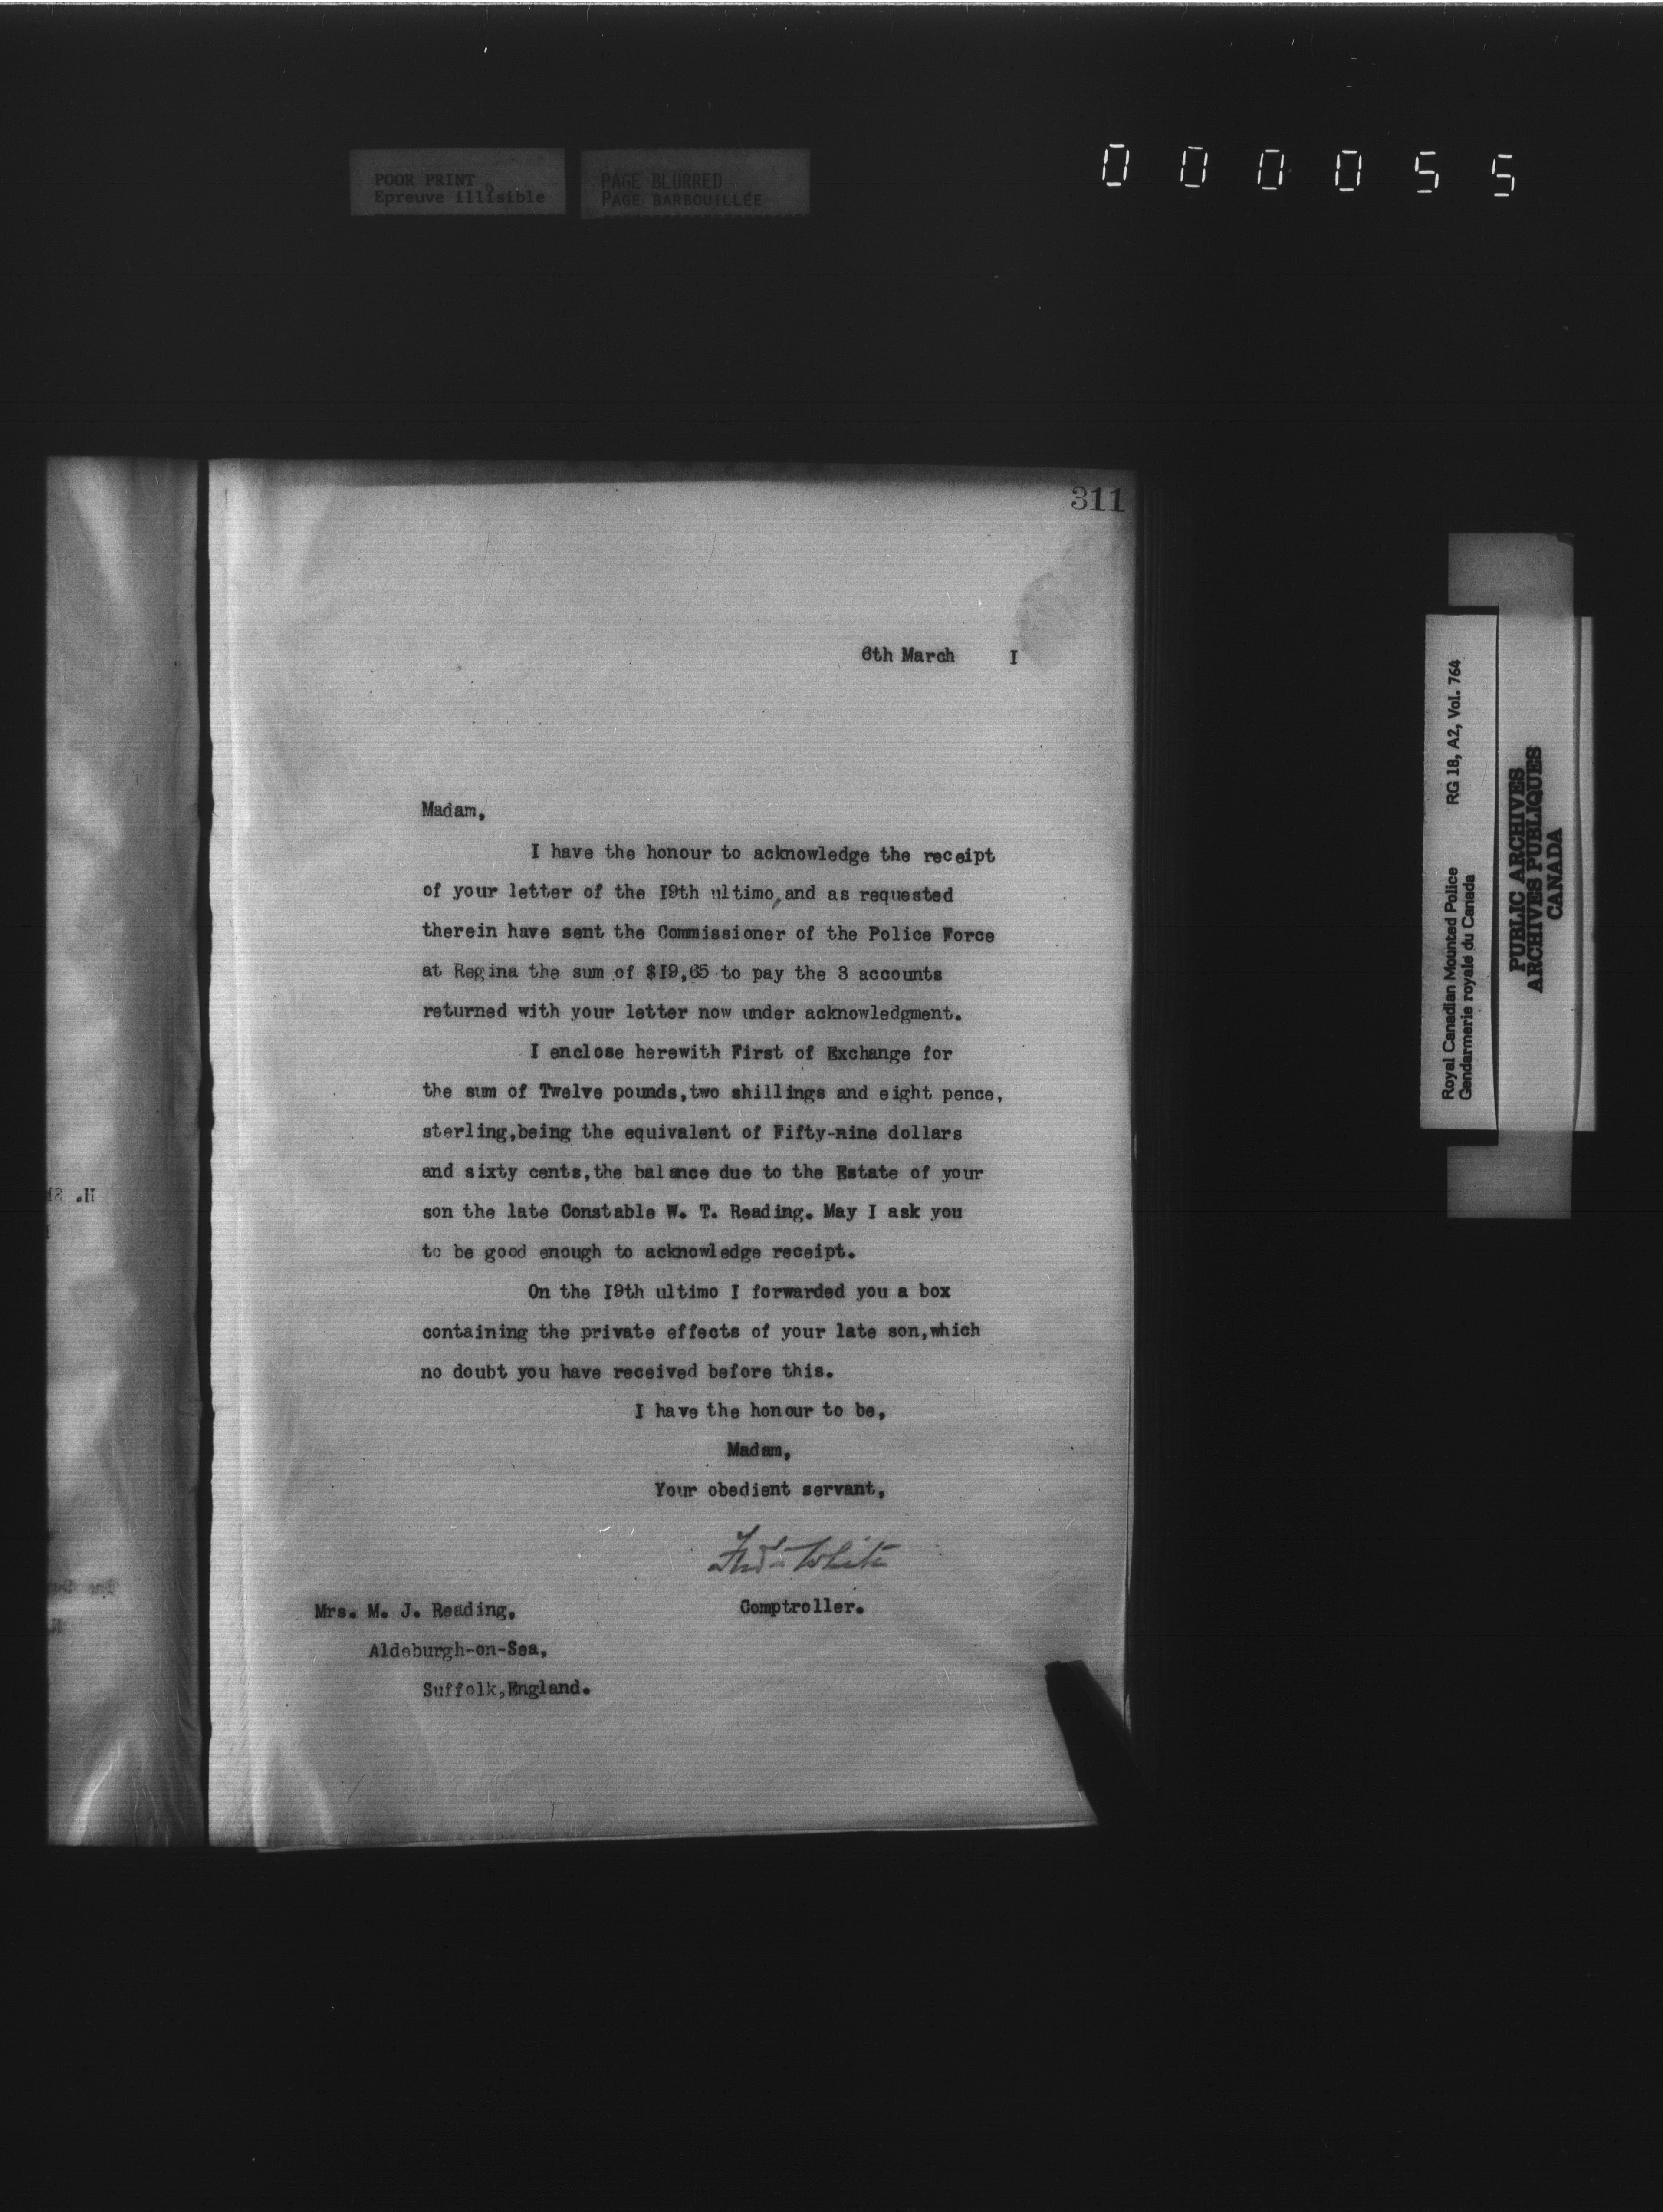 POOR PRINT
Epreuve illisible
PAGE BLURRED
PAGE BARBOUILLÉE
000055
311
6th March I
Madam,
I have the honour to acknowledge the receipt
of your letter of the 19th ultimo, and as requested
therein have sent the Commissioner of the Police Force
at Regina the sum of $19,65 to pay the 3 accounts
returned with your letter now under acknowledgment.
I enclose herewith First of Exchange for
the sum of Twelve pounds,two shillings and eight pence,
sterling,being the equivalent of Fifty-nine dollars
and sixty cents,the balance due to the Estate of your
son the late Constable W. T. Reading. May I ask you
to be good enough to acknowledge receipt.
On the 19th ultimo I forwarded you a box
containing the private effects of your late son,which
no doubt you have received before this.
I have the honour to be,
Madam,
Your obedient servant,
Fred White
Comptroller.
Mrs. M. J. Reading,
Aldeburgh-on-Sea,
Suffolk,England.
Royal Canadian Mounted Police RG 18, A2, Vol. 764
Gendarmerie royale du Canada
PUBLIC ARCHIVES
ARCHIVES PUBLIQUES
CANADA